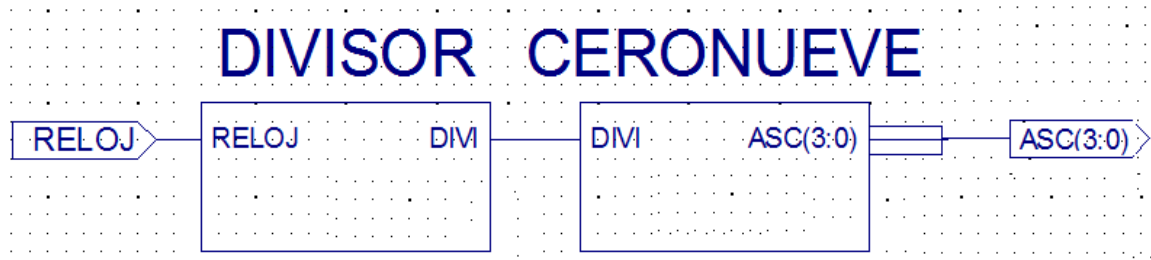 DIVISOR CERONUEVE
RELOJ RELOJ DIVI DIVI ASC(3:0) ASC(3:0)